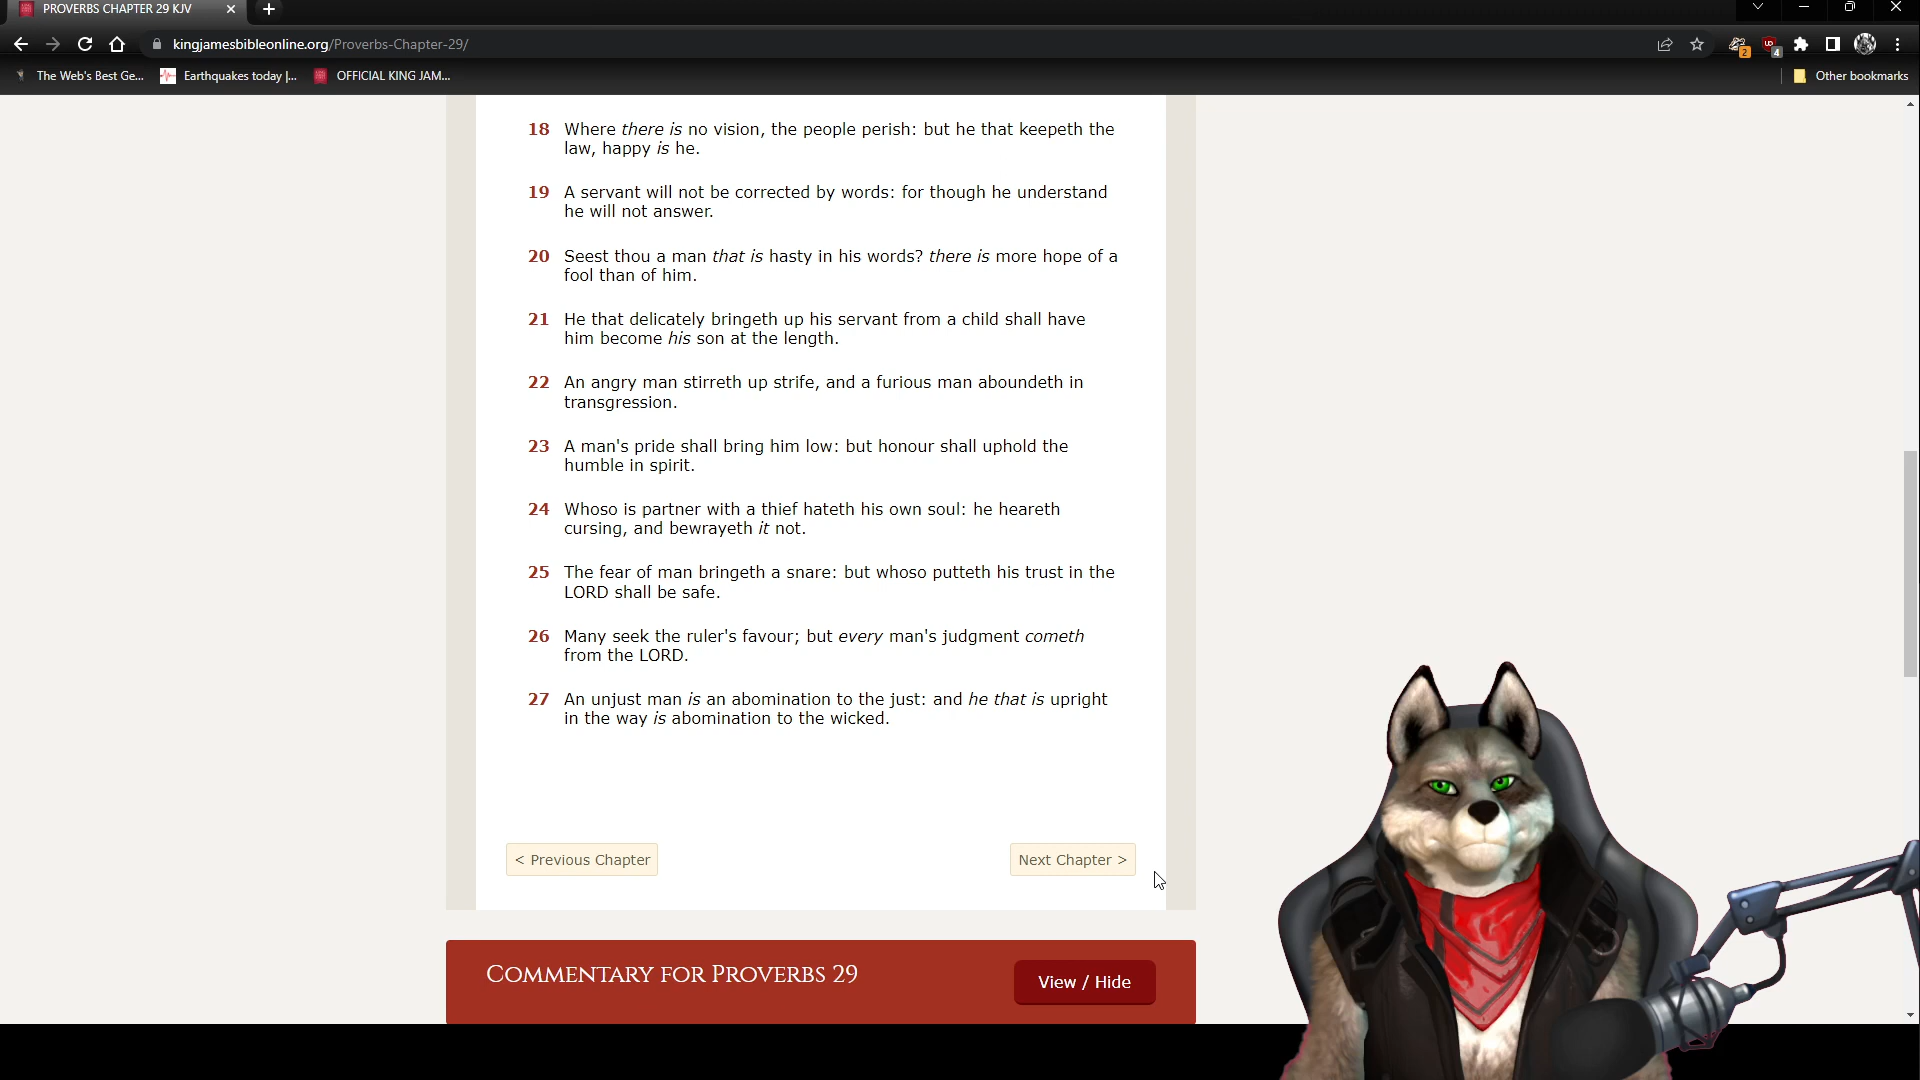 PROVERBS CHAPTER 29 KJV
kingjamesbibleonline.org/Proverbs-Chapter-29/
2
UD
4
The Web's Best Ge...
Earthquakes today |...
OFFICIAL KING JAM...
Other bookmarks
18 Where there is no vision, the people perish: but he that keepeth the
law, happy is he.
19 A servant will not be corrected by words: for though he understand
he will not answer.
20 Seest thou a man that is hasty in his words? there is more hope of a
fool than of him.
21 He that delicately bringeth up his servant from a child shall have
him become his son at the length.
22 An angry man stirreth up strife, and a furious man aboundeth in
transgression.
23 A man's pride shall bring him low: but honour shall uphold the
humble in spirit.
24 Whoso is partner with a thief hateth his own soul: he heareth
cursing, and bewrayeth it not.
25 The fear of man bringeth a snare: but whoso putteth his trust in the
LORD shall be safe.
26 Many seek the ruler's favour; but every man's judgment cometh
from the LORD.
27 An unjust man is an abomination to the just: and he that is upright
in the way is abomination to the wicked.
< Previous Chapter
Next Chapter >
COMMENTARY FOR PROVERBS 29
View / Hide